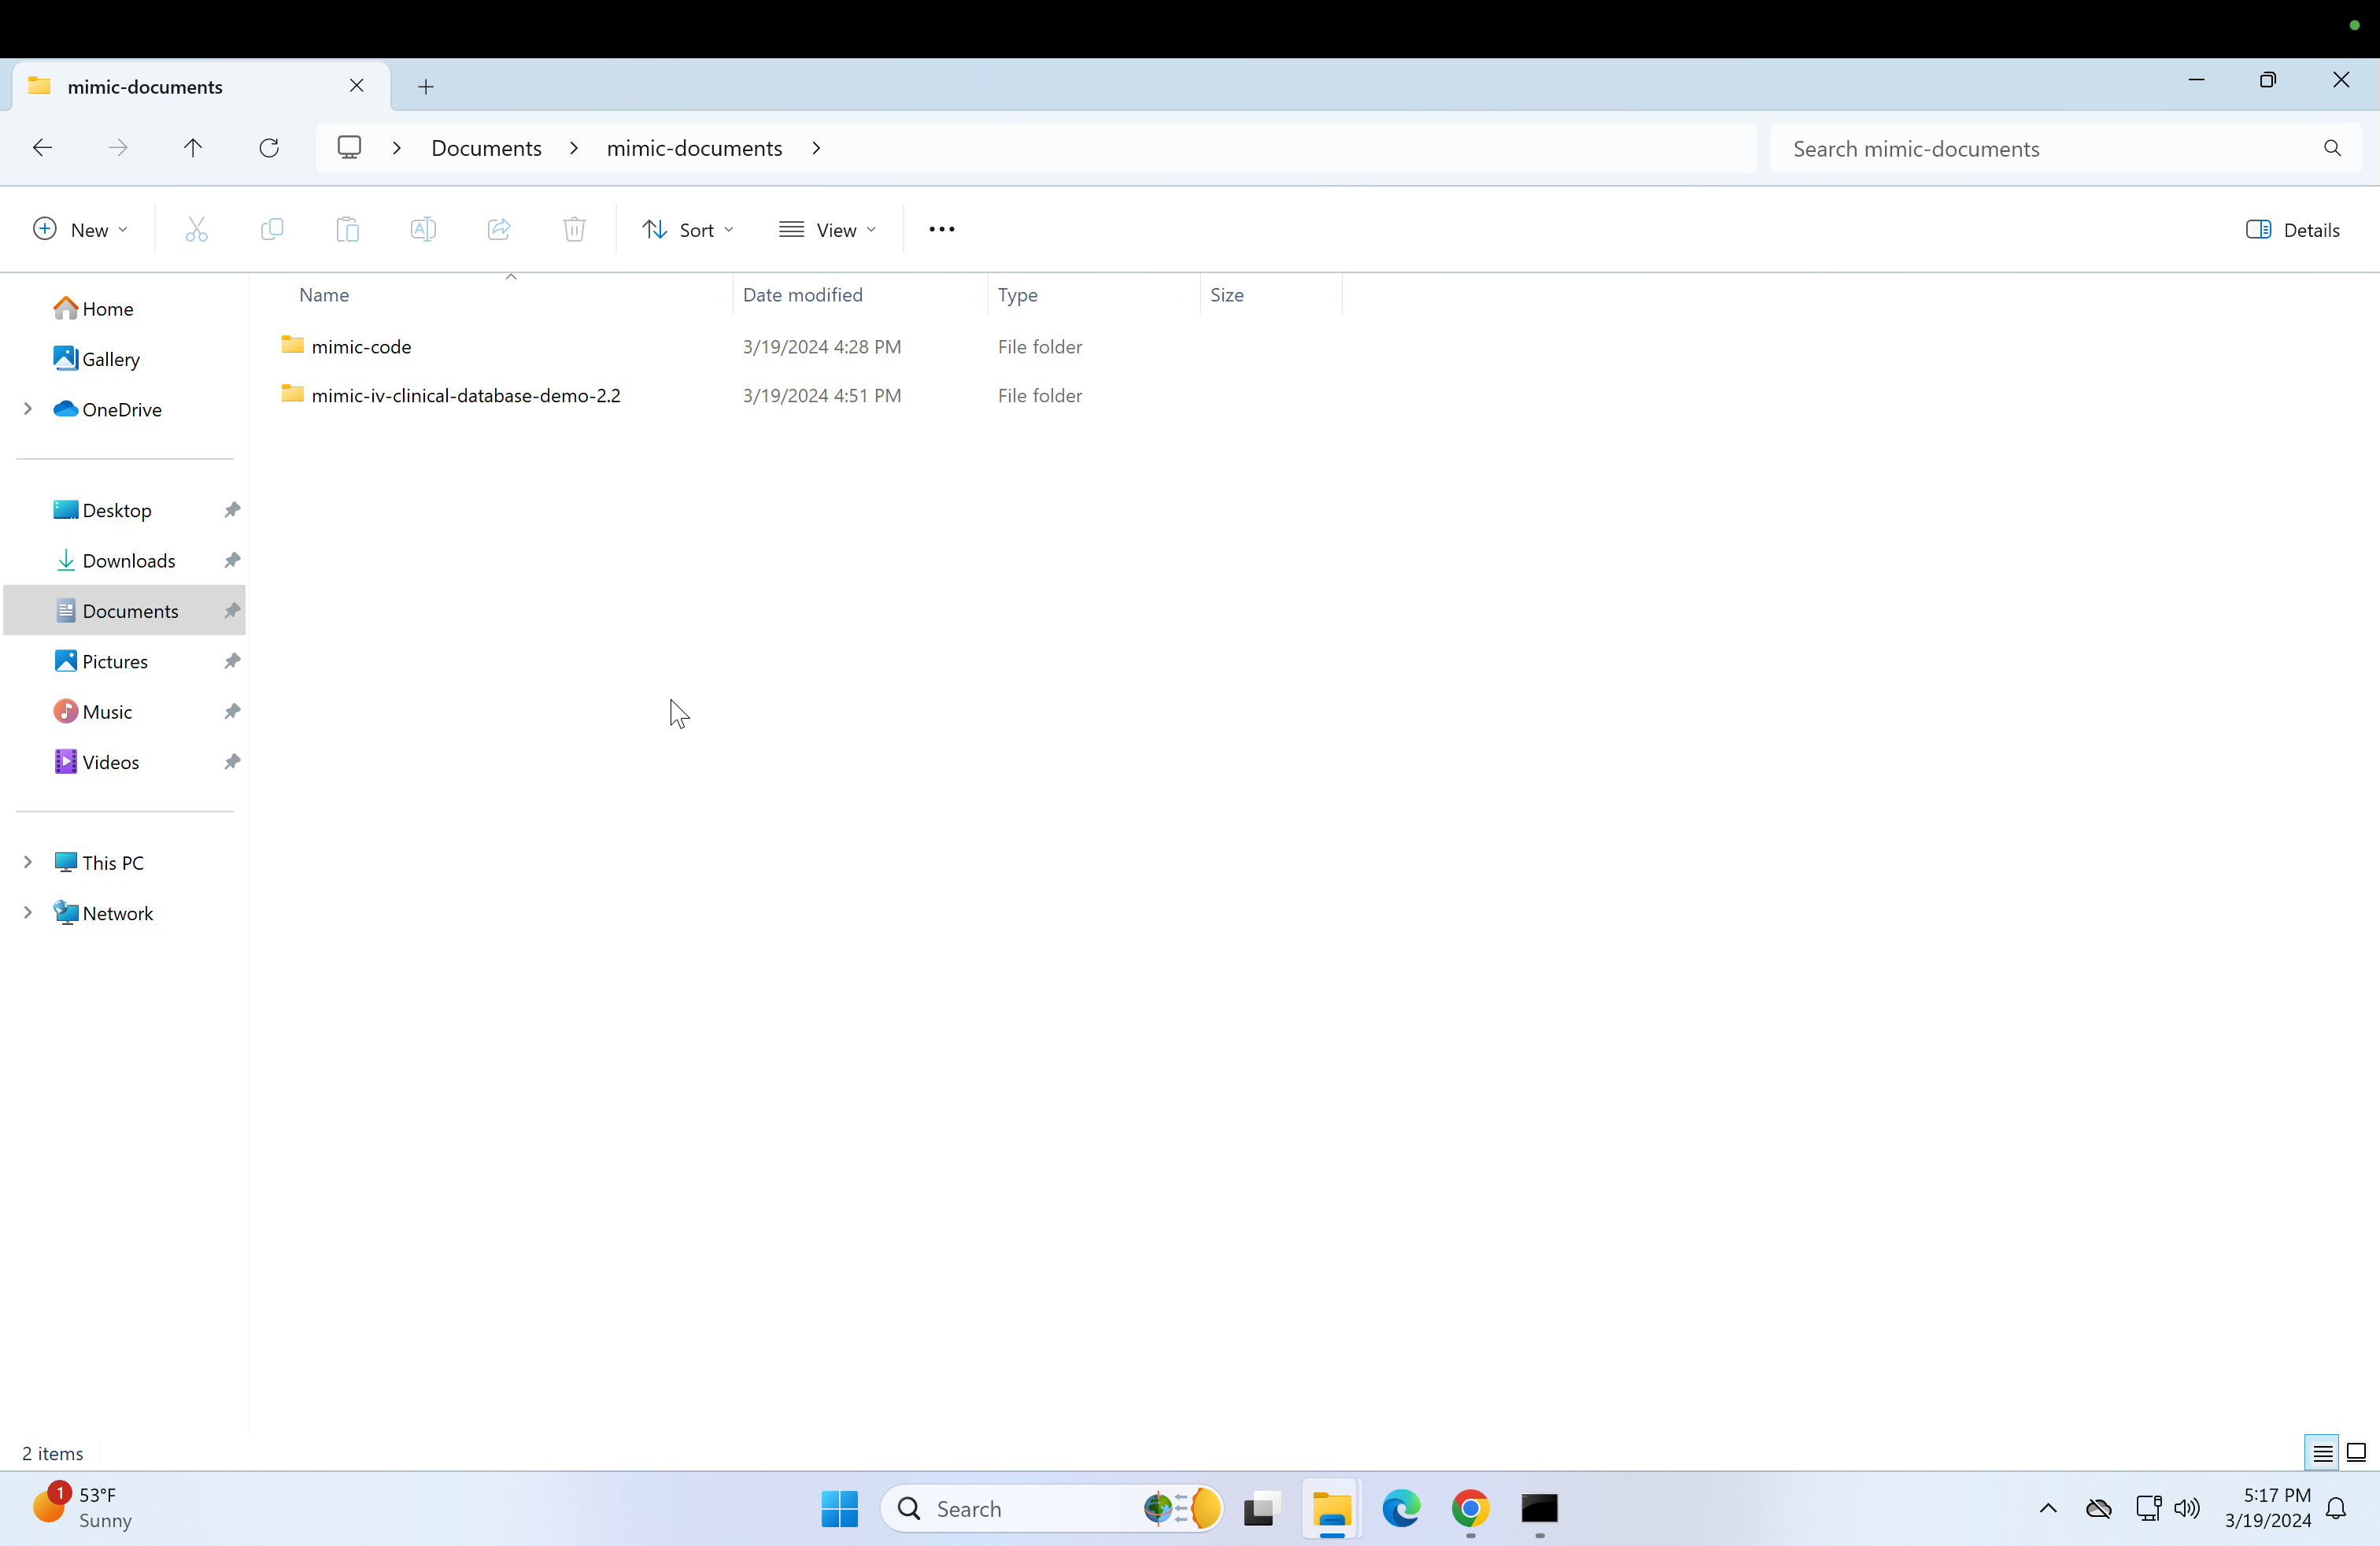 mimic-documents
Documents > mimic-documents >
Search mimic-documents
New
Sort
View
Details
Name
Date modified
Type
Size
mimic-code
3/19/2024 4:28 PM
File folder
mimic-iv-clinical-database-demo-2.2
3/19/2024 4:51 PM
File folder
Home
Gallery
OneDrive
Desktop
Downloads
Documents
Pictures
Music
Videos
This PC
Network
2 items
1
53°F
Sunny
Search
5:17 PM
3/19/2024